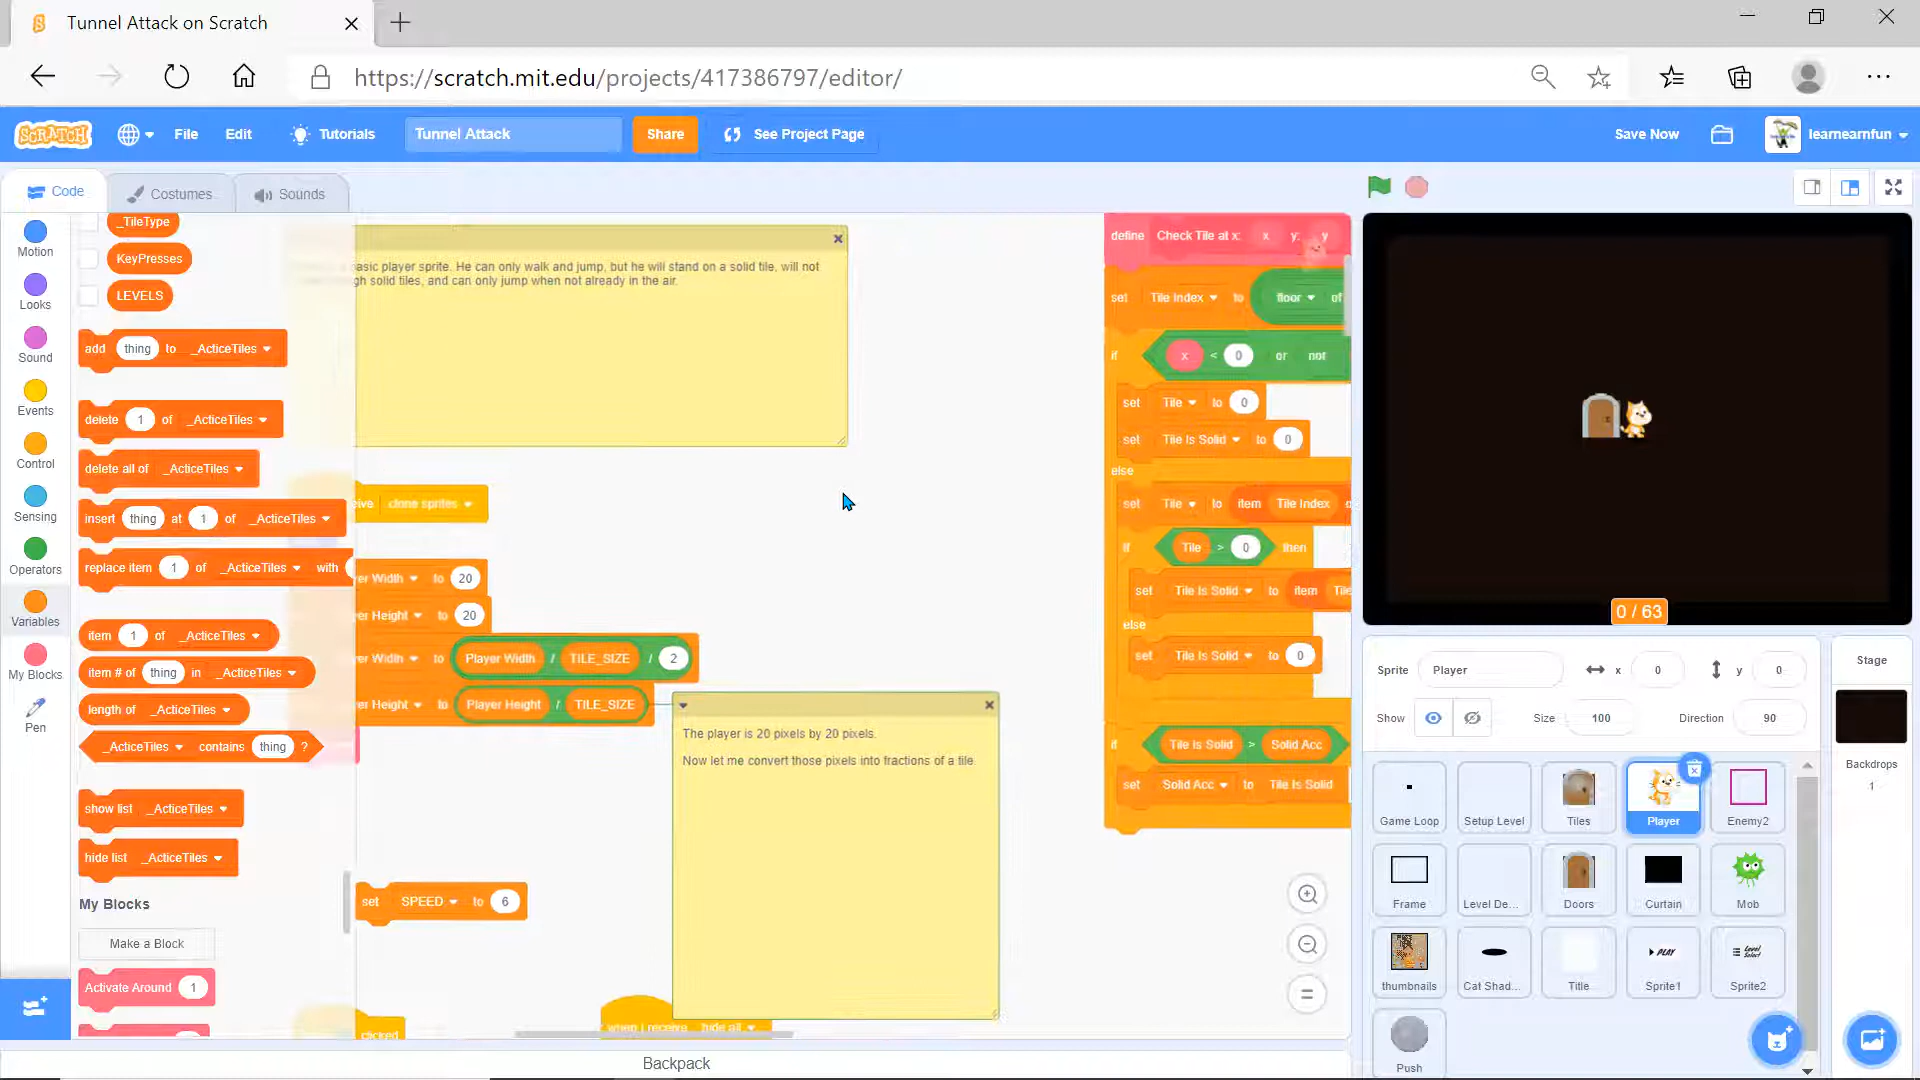 Tunnel Attack on Scratch
https://scratch.mit.edu/projects/417386797/editor/
SCRATCH File Edit Tutorials Tunnel Attack Share See Project Page Save Now learnearnfun
Code Costumes Sounds
Motion
Looks
Sound
Events
Control
Sensing
Operators
Variables
My Blocks
Pen
_TileType
KeyPresses
LEVELS
add thing to _ActiceTiles
delete 1 of _ActiceTiles
delete all of _ActiceTiles
insert thing at 1 of _ActiceTiles
replace item 1 of _ActiceTiles with
item 1 of _ActiceTiles
item # of thing in _ActiceTiles
length of _ActiceTiles
_ActiceTiles contains thing ?
show list _ActiceTiles
hide list _ActiceTiles
My Blocks
Make a Block
Activate Around 1
basic player sprite. He can only walk and jump, but he will stand on a solid tile, will not
solid tiles, and can only jump when not already in the air.
clone sprites
Width to 20
Height to 20
Width to Player Width / TILE_SIZE / 2
Height to Player Height / TILE_SIZE
The player is 20 pixels by 20 pixels.
Now let me convert those pixels into fractions of a tile.
set SPEED to 6
clicked
when I receive hide all
define Check Tile at x: x y: y
set Tile Index to floor of
if x < 0 or not
set Tile to 0
set Tile Is Solid to 0
else
set Tile to item Tile Index
if Tile > 0 then
set Tile Is Solid to item
else
set Tile Is Solid to 0
if Tile Is Solid > Solid Acc
set Solid Acc to Tile Is Solid
Backpack
0 / 63
Sprite Player x 0 y 0
Show Size 100 Direction 90
Stage
Backdrops
1
Game Loop Setup Level Tiles Player Enemy2
Frame Level De... Doors Curtain Mob
thumbnails Cat Shad... Title Sprite1 Sprite2
PLAY
Level Select
Push